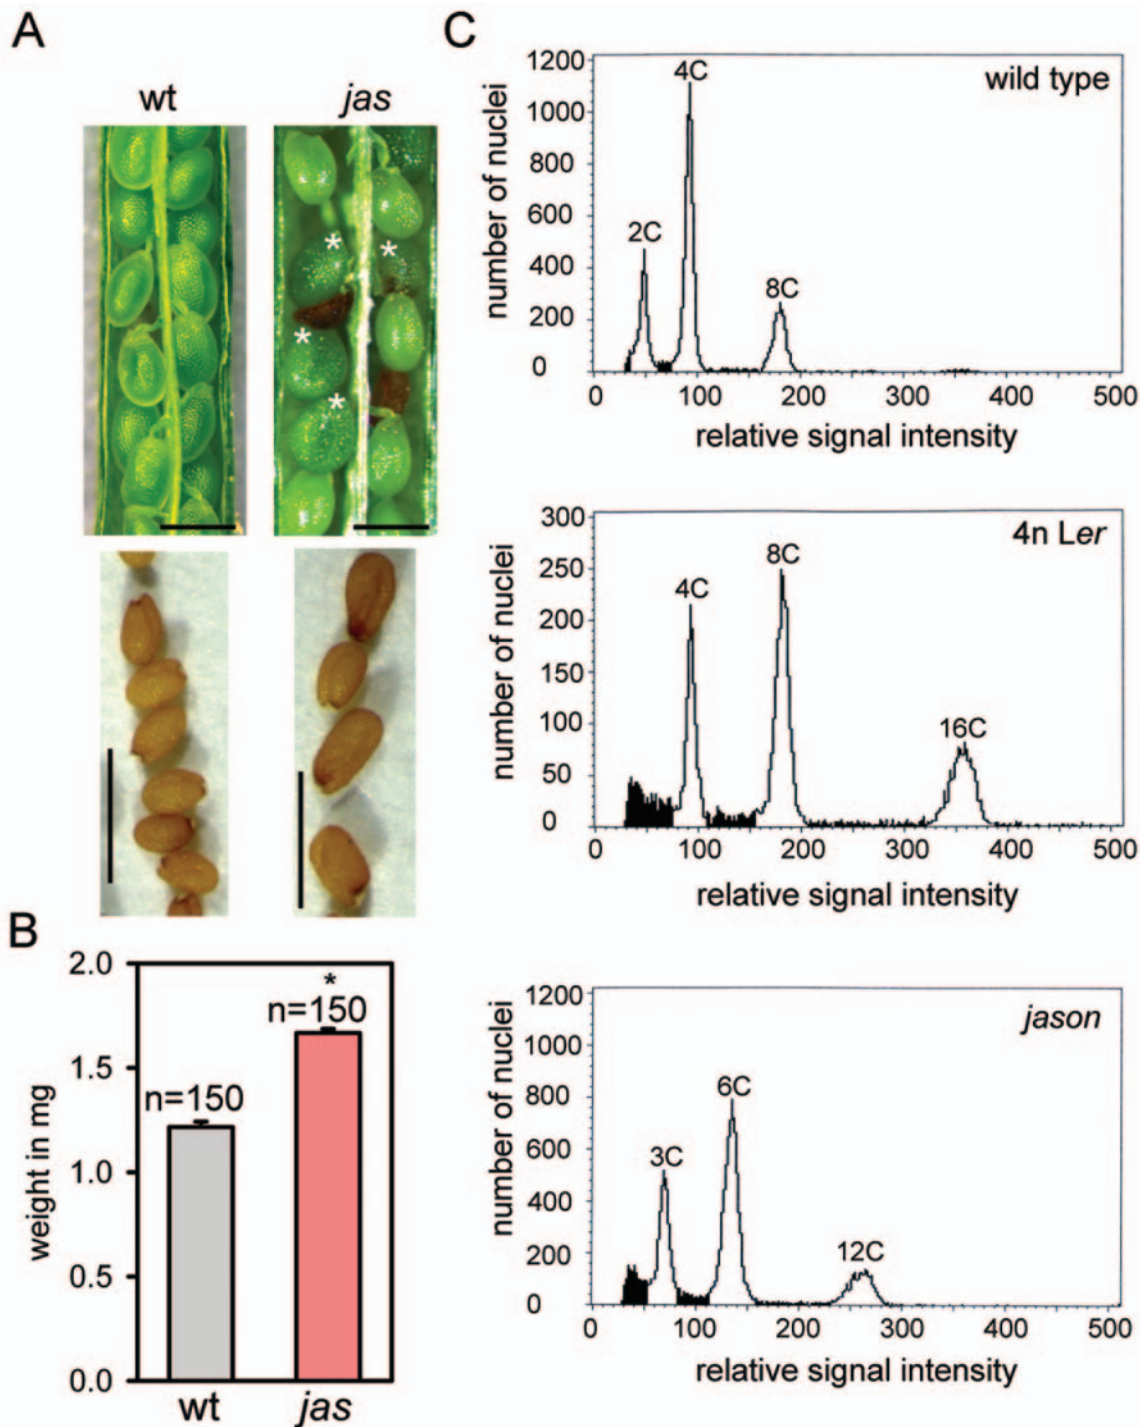 A
wt
jas
*
*
*
*
B
2.0
1.5
1.0
0.5
0.0
weight in mg
n=150
*
n=150
wt
jas
C
wild type
1200
1000
800
600
400
200
0
number of nuclei
2C
4C
8C
0
100
200
300
400
500
relative signal intensity
4n Ler
300
250
200
150
100
50
0
number of nuclei
4C
8C
16C
0
100
200
300
400
500
relative signal intensity
jason
1200
1000
800
600
400
200
0
number of nuclei
3C
6C
12C
0
100
200
300
400
500
relative signal intensity